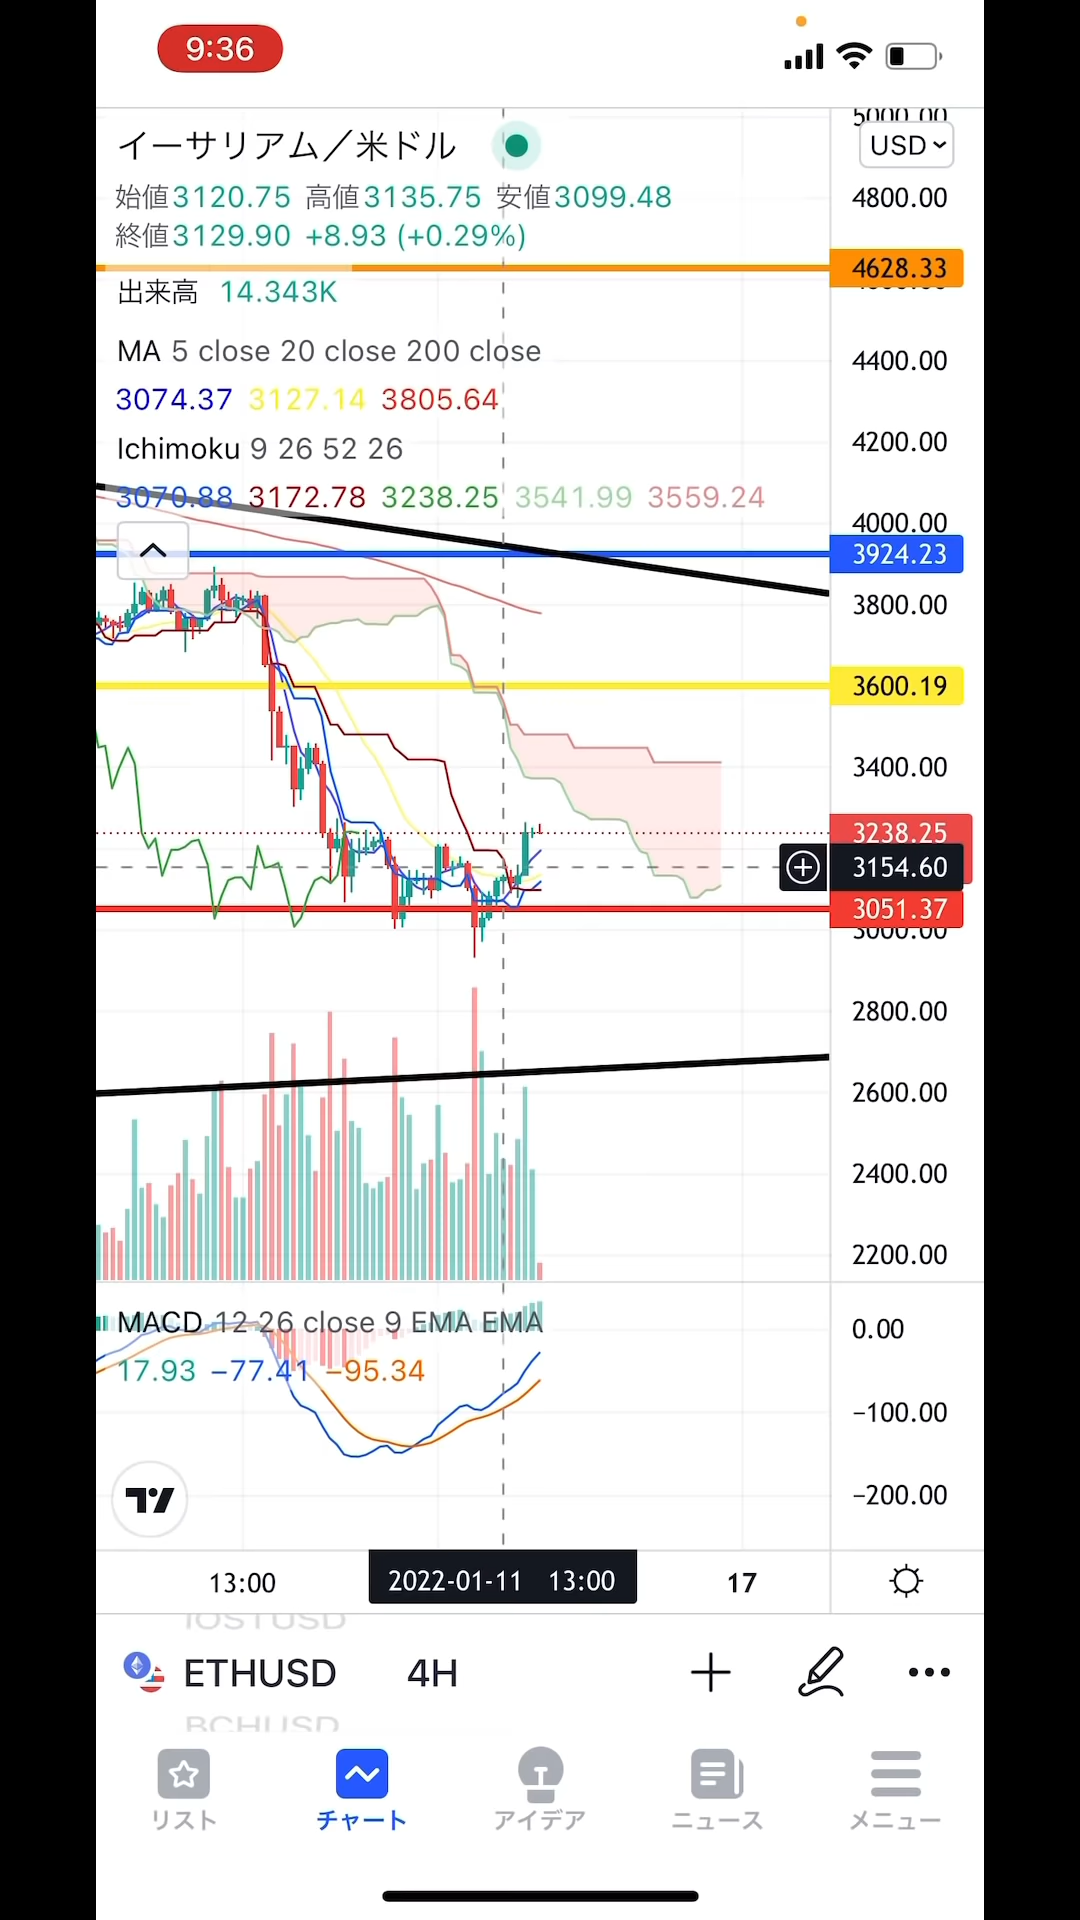 9:36
5000.00
イーサリアム／米ドル
USD
始値3120.75 高値3135.75 安値3099.48
4800.00
終値3129.90 +8.93 (+0.29%)
4628.33
出来高 14.343K
MA 5 close 20 close 200 close
4400.00
3074.37 3127.14 3805.64
Ichimoku 9 26 52 26
4200.00
3070.88 3172.78 3238.25 3541.99 3559.24
4000.00
3924.23
3800.00
3600.19
3400.00
3238.25
3154.60
3051.37
3000.00
2800.00
2600.00
2400.00
2200.00
MACD 12 26 close 9 EMA EMA
0.00
17.93 −77.41 −95.34
−100.00
−200.00
13:00
2022-01-11 13:00
17
IOSTUSD
ETHUSD 4H
BCHUSD
リスト
チャート
アイデア
ニュース
メニュー